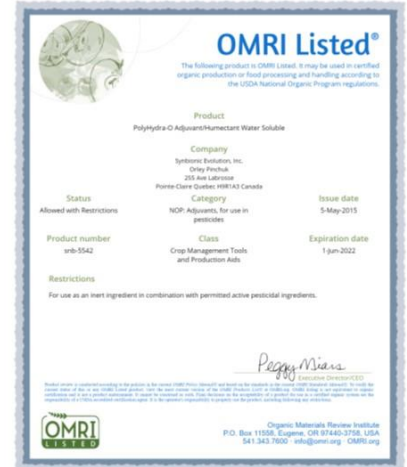 OMRI Listed®
The following product is OMRI Listed. It may be used in certified
organic production or food processing and handling according to
the USDA National Organic Program regulations.
Product
PolyHydra-O Adjuvant/Humectant Water Soluble
Company
Synbionic Evolution, Inc.
Orley Pinchuk
255 Ave Labrosse
Pointe-Claire Quebec H9R1A3 Canada
Status
Allowed with Restrictions
Category
NOP: Adjuvants, for use in
pesticides
Issue date
5-May-2015
Product number
snb-5542
Class
Crop Management Tools
and Production Aids
Expiration date
1-Jun-2022
Restrictions
For use as an inert ingredient in combination with permitted active pesticidal ingredients.
Peggy Miars
Executive Director/CEO
OMRI
LISTED
Organic Materials Review Institute
P.O. Box 11558, Eugene, OR 97440-3758, USA
541.343.7600 · info@omri.org · OMRI.org